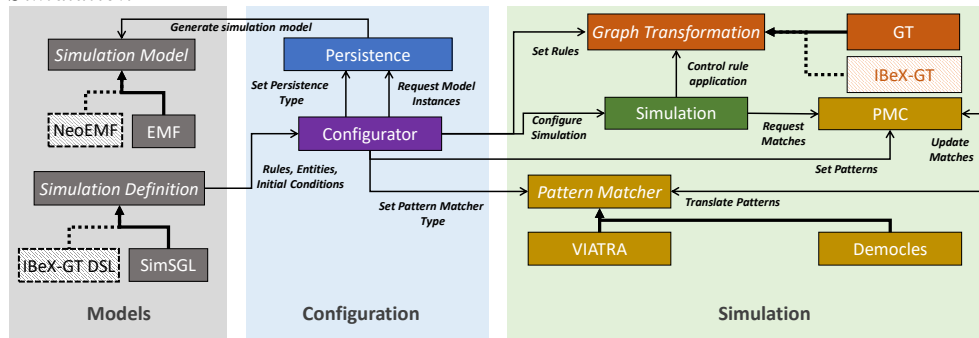 Generate simulation model
Simulation Model
Persistence
Graph Transformation
GT
Set Rules
IBeX-GT
Set Persistence
Type
Request Model
Instances
Control rule
application
NeoEMF
EMF
Configurator
Configure
Simulation
Simulation
Request
Matches
PMC
Update
Matches
Rules, Entities,
Initial Conditions
Set Patterns
Simulation Definition
Set Pattern Matcher
Type
Pattern Matcher
Translate Patterns
IBeX-GT DSL
SimSGL
VIATRA
Democles
Models
Configuration
Simulation